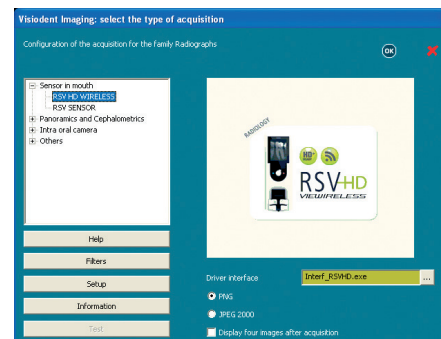 Visiodent Imaging: select the type of acquisition
Configuration of the acquisition for the family Radiographs
OK
Sensor in mouth
RSV HD WIRELESS
RSV SENSOR
Panoramics and Cephalometrics
Intra oral camera
Others
RADIOLOGY
HD+
RSV-HD
VIEWIRELESS
Help
Filters
Setup
Information
Test
Driver interface
Interf_RSVHD.exe
...
PNG
JPEG 2000
Display four images after acquisition